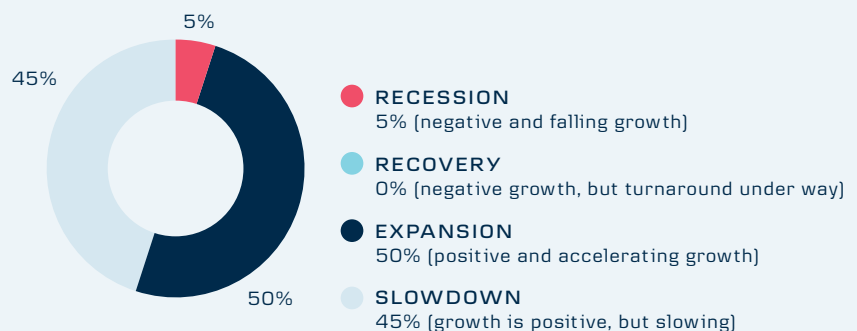 5%
45%
RECESSION
5% (negative and falling growth)
RECOVERY
0% (negative growth, but turnaround under way)
EXPANSION
50% (positive and accelerating growth)
50%
SLOWDOWN
45% (growth is positive, but slowing)